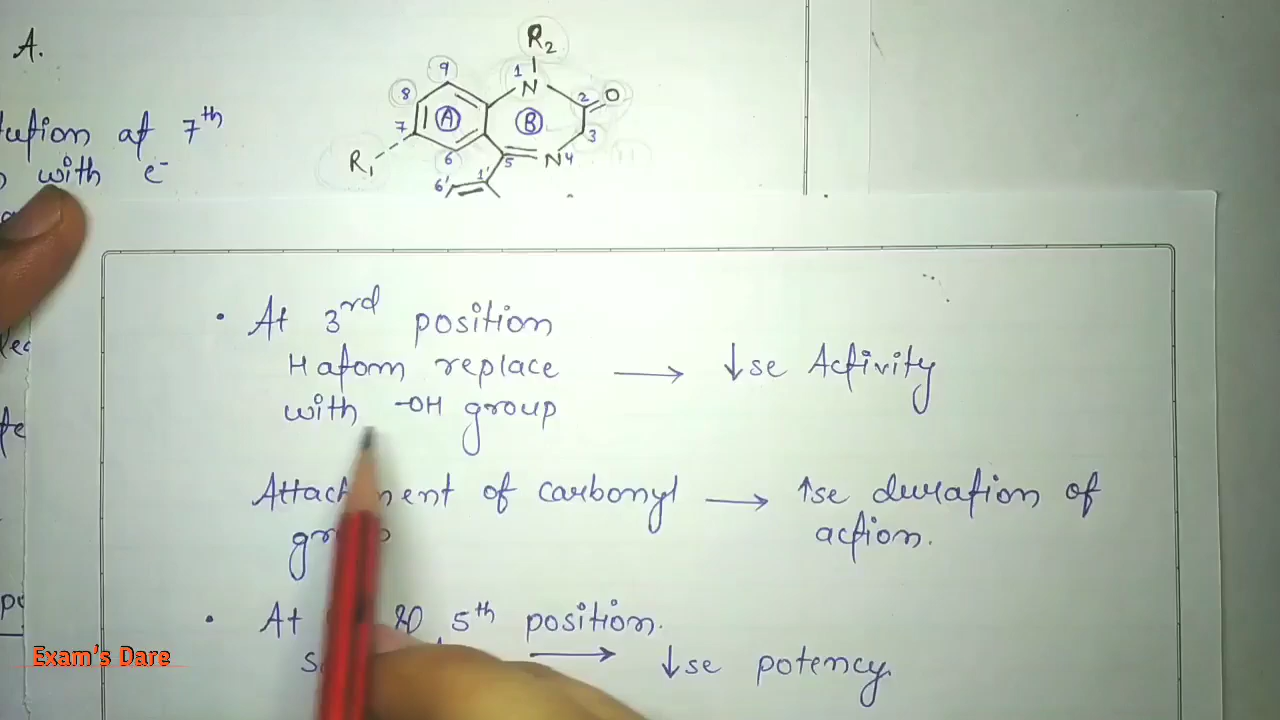 A.
R2
9
1
N
8
2
O
A
B
7
3
at 7th
R1
6
5
N4
1'
with e-
6'
• At 3rd position
H atom replace
with -OH group
→ ↓se Activity
of carbonyl → ↑se duration of
action.
• At 5th position.
→ ↓se potency
Exam's Dare